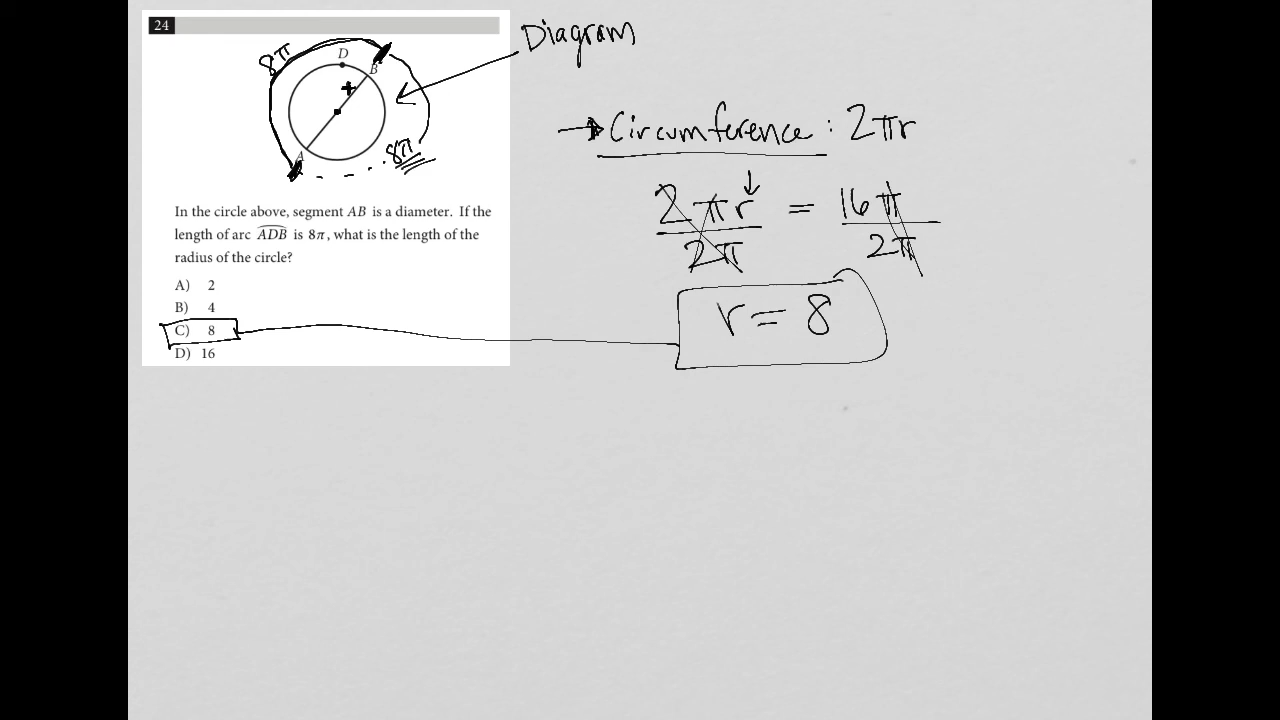 24
8π
D
B
A
8π
Diagram
Circumference : 2πr
2πr = 16π
2π 2π
r = 8
In the circle above, segment AB is a diameter. If the
length of arc ADB is 8π, what is the length of the
radius of the circle?
A) 2
B) 4
C) 8
D) 16